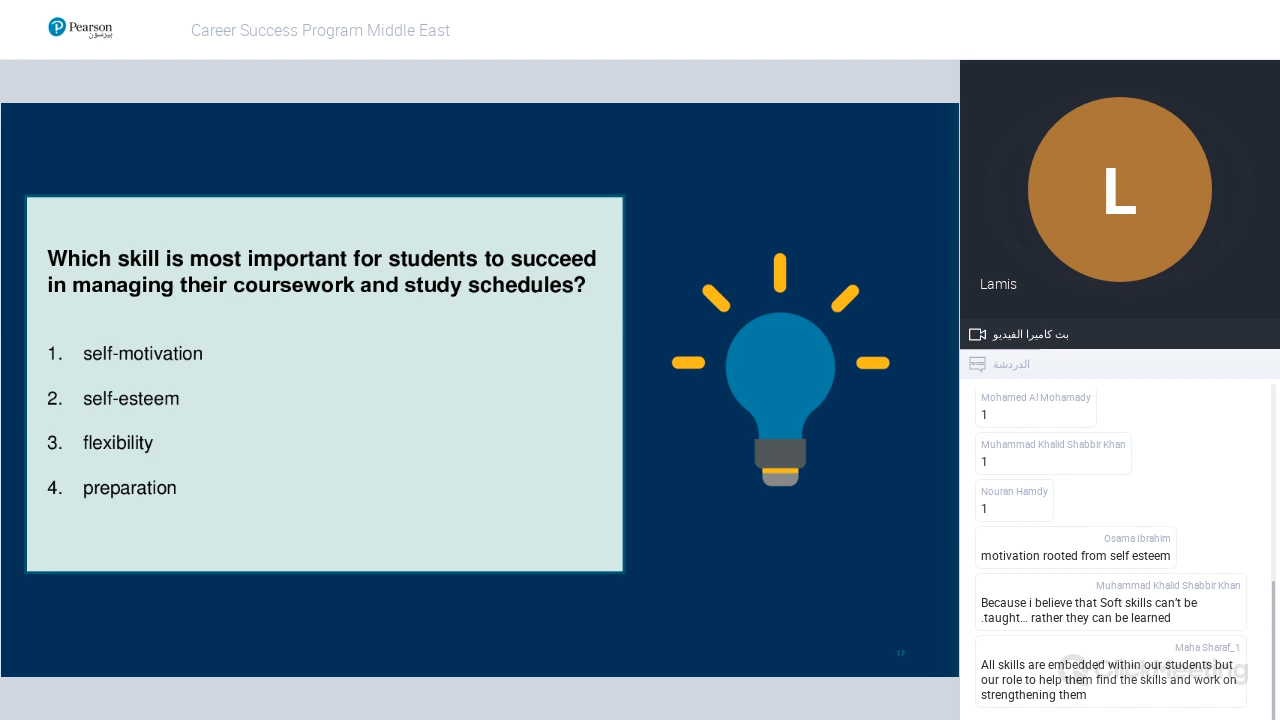 Pearson
بيرسون
Career Success Program Middle East
Which skill is most important for students to succeed
in managing their coursework and study schedules?
1. self-motivation
2. self-esteem
3. flexibility
4. preparation
17
L
Lamis
بث كاميرا الفيديو
الدردشة
Mohamed Al Mohamady
1
Muhammad Khalid Shabbir Khan
1
Nouran Hamdy
1
Osama Ibrahim
motivation rooted from self esteem
Muhammad Khalid Shabbir Khan
Because i believe that Soft skills can't be
.taught... rather they can be learned
Maha Sharaf_1
All skills are embedded within our students but
our role to help them find the skills and work on
strengthening them